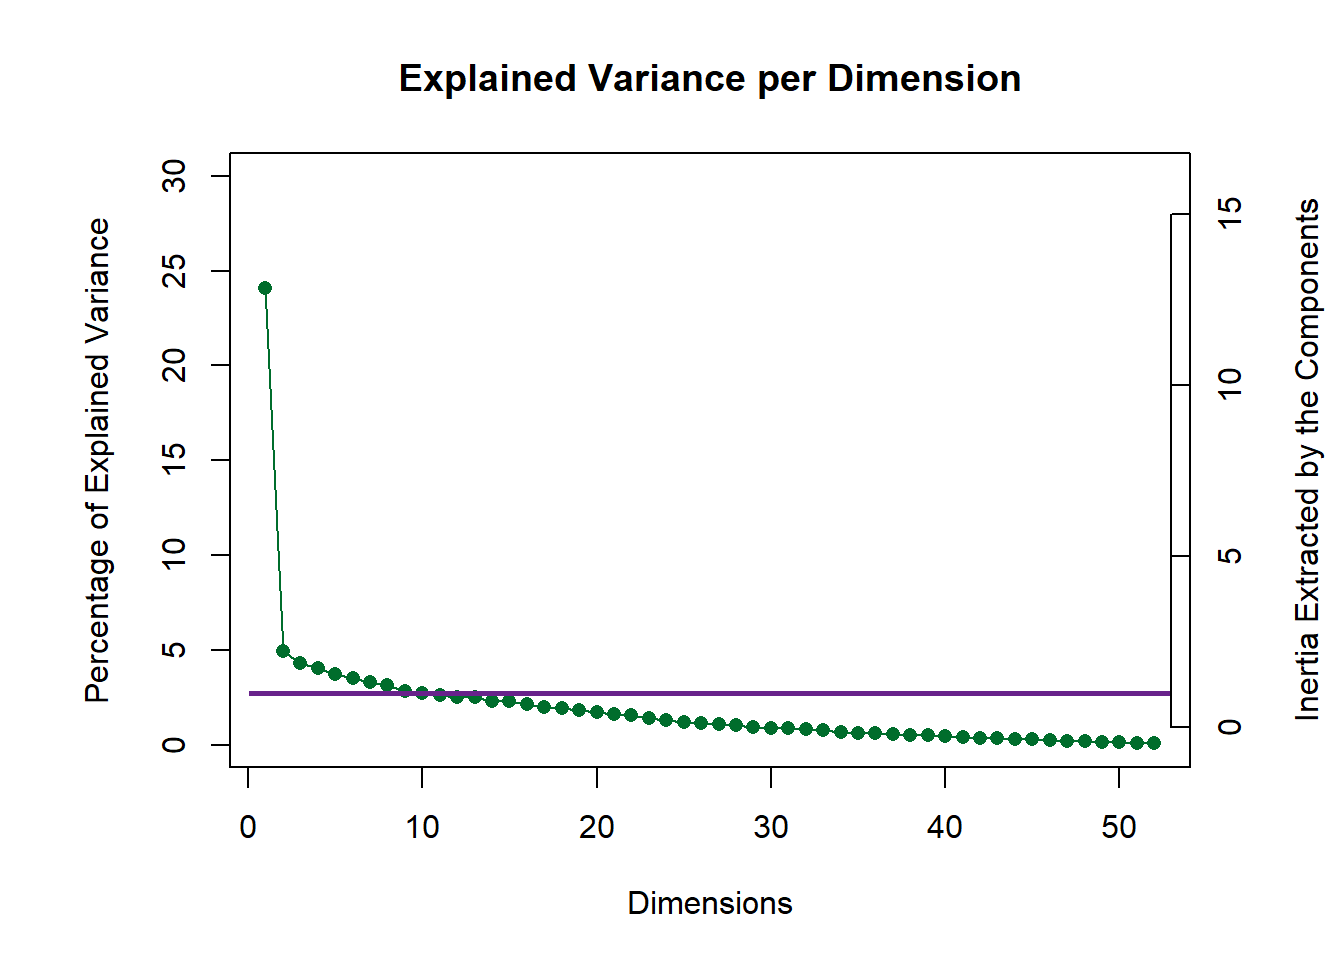 Explained Variance per Dimension
Percentage of Explained Variance
30
25
20
15
10
5
0
15
10
5
0
Inertia Extracted by the Components
0 10 20 30 40 50
Dimensions